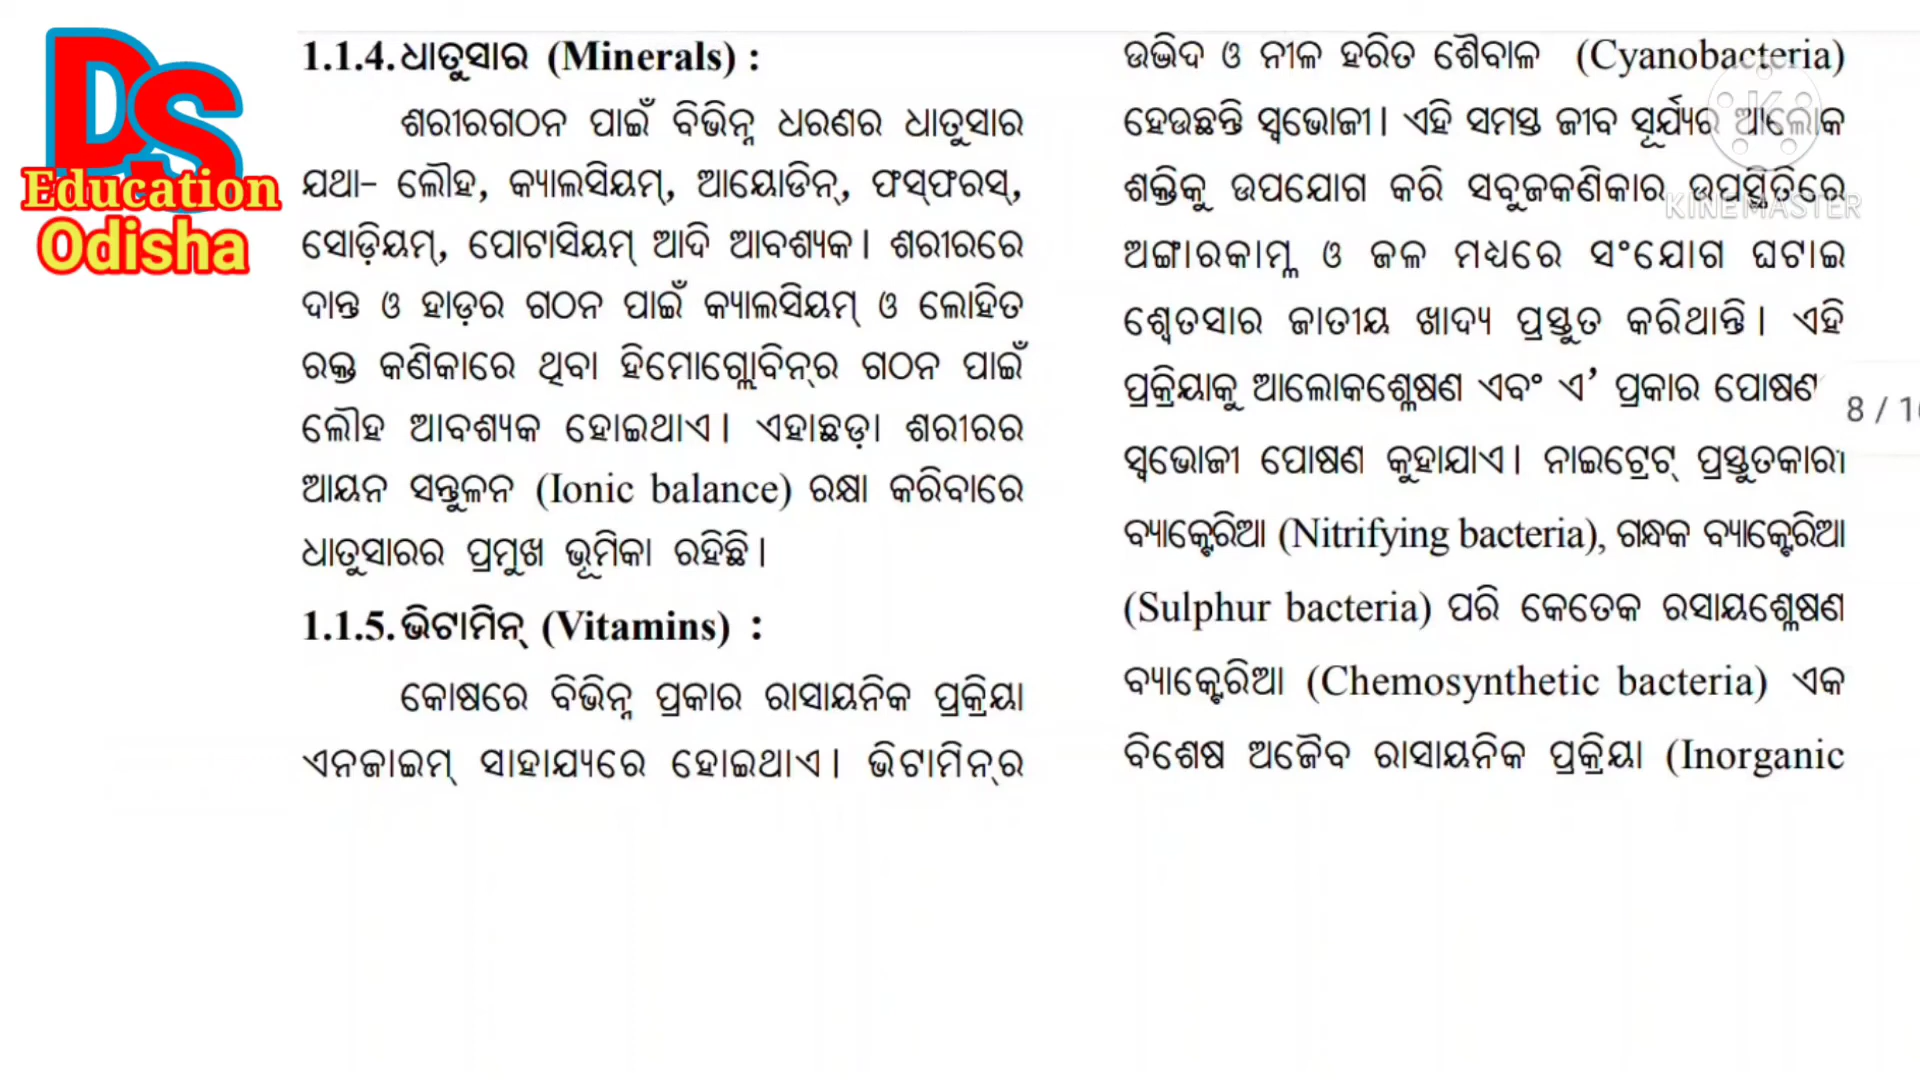 DS
Education
Odisha
1.1.4. ଧାତୁସାର (Minerals) :
ଶରୀରଗଠନ ପାଇଁ ବିଭିନ୍ନ ଧରଣର ଧାତୁସାର
ଯଥା– ଲୌହ, କ୍ୟାଲସିୟମ୍, ଆୟୋଡିନ୍, ଫସ୍‌ଫରସ୍,
ସୋଡ଼ିୟମ୍, ପୋଟାସିୟମ୍ ଆଦି ଆବଶ୍ୟକ। ଶରୀରରେ
ଦାନ୍ତ ଓ ହାଡ଼ର ଗଠନ ପାଇଁ କ୍ୟାଲସିୟମ୍ ଓ ଲୋହିତ
ରକ୍ତ କଣିକାରେ ଥିବା ହିମୋଗ୍ଲୋବିନ୍‌ର ଗଠନ ପାଇଁ
ଲୌହ ଆବଶ୍ୟକ ହୋଇଥାଏ। ଏହାଛଡ଼ା ଶରୀରର
ଆୟନ ସନ୍ତୁଳନ (Ionic balance) ରକ୍ଷା କରିବାରେ
ଧାତୁସାରର ପ୍ରମୁଖ ଭୂମିକା ରହିଛି।
1.1.5. ଭିଟାମିନ୍ (Vitamins) :
କୋଷରେ ବିଭିନ୍ନ ପ୍ରକାର ରାସାୟନିକ ପ୍ରକ୍ରିୟା
ଏନଜାଇମ୍ ସାହାଯ୍ୟରେ ହୋଇଥାଏ। ଭିଟାମିନ୍‌ର
ଉଦ୍ଭିଦ ଓ ନୀଳ ହରିତ ଶୈବାଳ (Cyanobacteria)
ହେଉଛନ୍ତି ସ୍ୱଭୋଜୀ। ଏହି ସମସ୍ତ ଜୀବ ସୂର୍ଯ୍ୟର ଆଲୋକ
ଶକ୍ତିକୁ ଉପଯୋଗ କରି ସବୁଜକଣିକାର ଉପସ୍ଥିତିରେ
ଅଙ୍ଗାରକାମ୍ଳ ଓ ଜଳ ମଧ୍ୟରେ ସଂଯୋଗ ଘଟାଇ
ଶ୍ୱେତସାର ଜାତୀୟ ଖାଦ୍ୟ ପ୍ରସ୍ତୁତ କରିଥାନ୍ତି। ଏହି
ପ୍ରକ୍ରିୟାକୁ ଆଲୋକଶ୍ଳେଷଣ ଏବଂ ଏ’ ପ୍ରକାର ପୋଷଣ
ସ୍ୱଭୋଜୀ ପୋଷଣ କୁହାଯାଏ। ନାଇଟ୍ରେଟ୍ ପ୍ରସ୍ତୁତକାରୀ
ବ୍ୟାକ୍ଟେରିଆ (Nitrifying bacteria), ଗନ୍ଧକ ବ୍ୟାକ୍ଟେରିଆ
(Sulphur bacteria) ପରି କେତେକ ରସାୟଶ୍ଳେଷଣ
ବ୍ୟାକ୍ଟେରିଆ (Chemosynthetic bacteria) ଏକ
ବିଶେଷ ଅଜୈବ ରାସାୟନିକ ପ୍ରକ୍ରିୟା (Inorganic
KINEMASTER
8 / 1